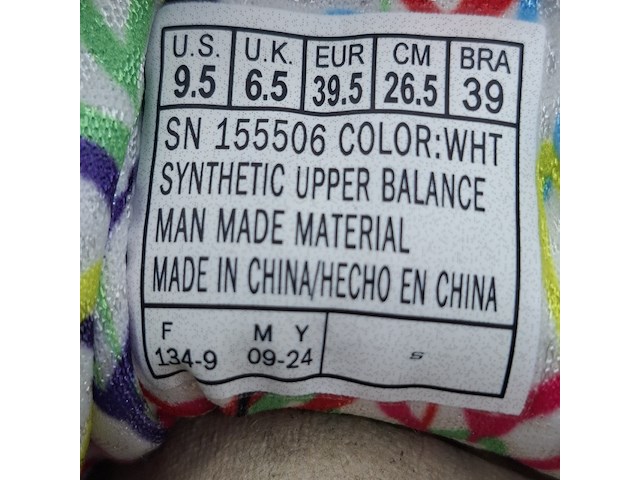 U.S. U.K. EUR CM BRA
9.5 6.5 39.5 26.5 39
SN 155506 COLOR:WHT
SYNTHETIC UPPER BALANCE
MAN MADE MATERIAL
MADE IN CHINA/HECHO EN CHINA
F M Y
134-9 09-24 S